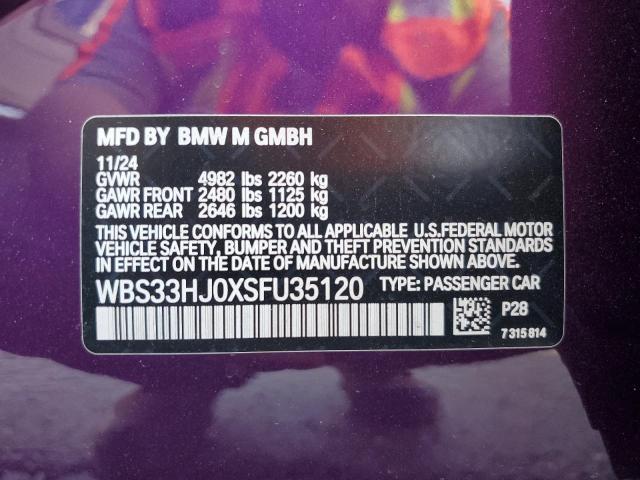 MFD BY BMW M GMBH
11/24
GVWR 4982 lbs 2260 kg
GAWR FRONT 2480 lbs 1125 kg
GAWR REAR 2646 lbs 1200 kg
THIS VEHICLE CONFORMS TO ALL APPLICABLE U.S.FEDERAL MOTOR
VEHICLE SAFETY, BUMPER AND THEFT PREVENTION STANDARDS
IN EFFECT ON THE DATE OF MANUFACTURE SHOWN ABOVE.
WBS33HJ0XSFU35120 TYPE: PASSENGER CAR
P28
7315814